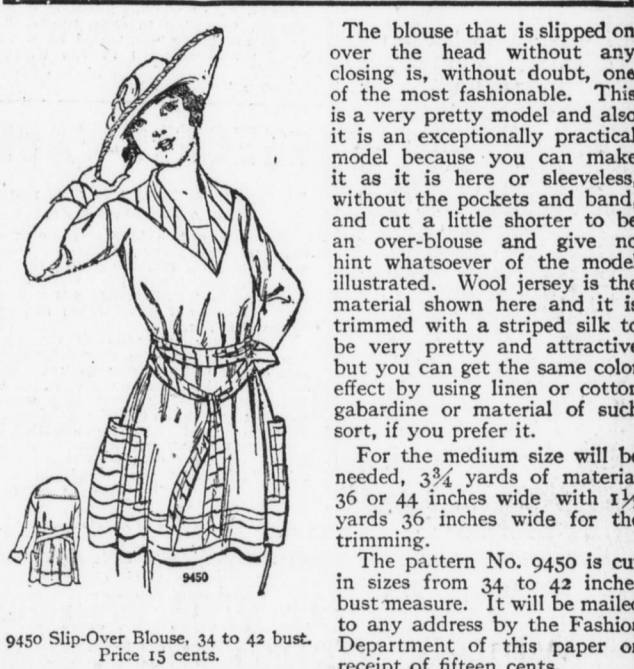 9450
9450 Slip-Over Blouse, 34 to 42 bust.
Price 15 cents.
The blouse that is slipped on
over the head without any
closing is, without doubt, one
of the most fashionable. This
is a very pretty model and also
it is an exceptionally practical
model because you can make
it as it is here or sleeveless,
without the pockets and band,
and cut a little shorter to be
an over-blouse and give no
hint whatsoever of the model
illustrated. Wool jersey is the
material shown here and it is
trimmed with a striped silk to
be very pretty and attractive
but you can get the same color
effect by using linen or cotton
gabardine or material of such
sort, if you prefer it.
For the medium size will be
needed, 3¾ yards of material
36 or 44 inches wide with
yards 36 inches wide for the
trimming.
The pattern No. 9450 is cut
in sizes from 34 to 42 inches
bust measure. It will be mailed
to any address by the Fashion
Department of this paper on
receipt of fifteen cents.